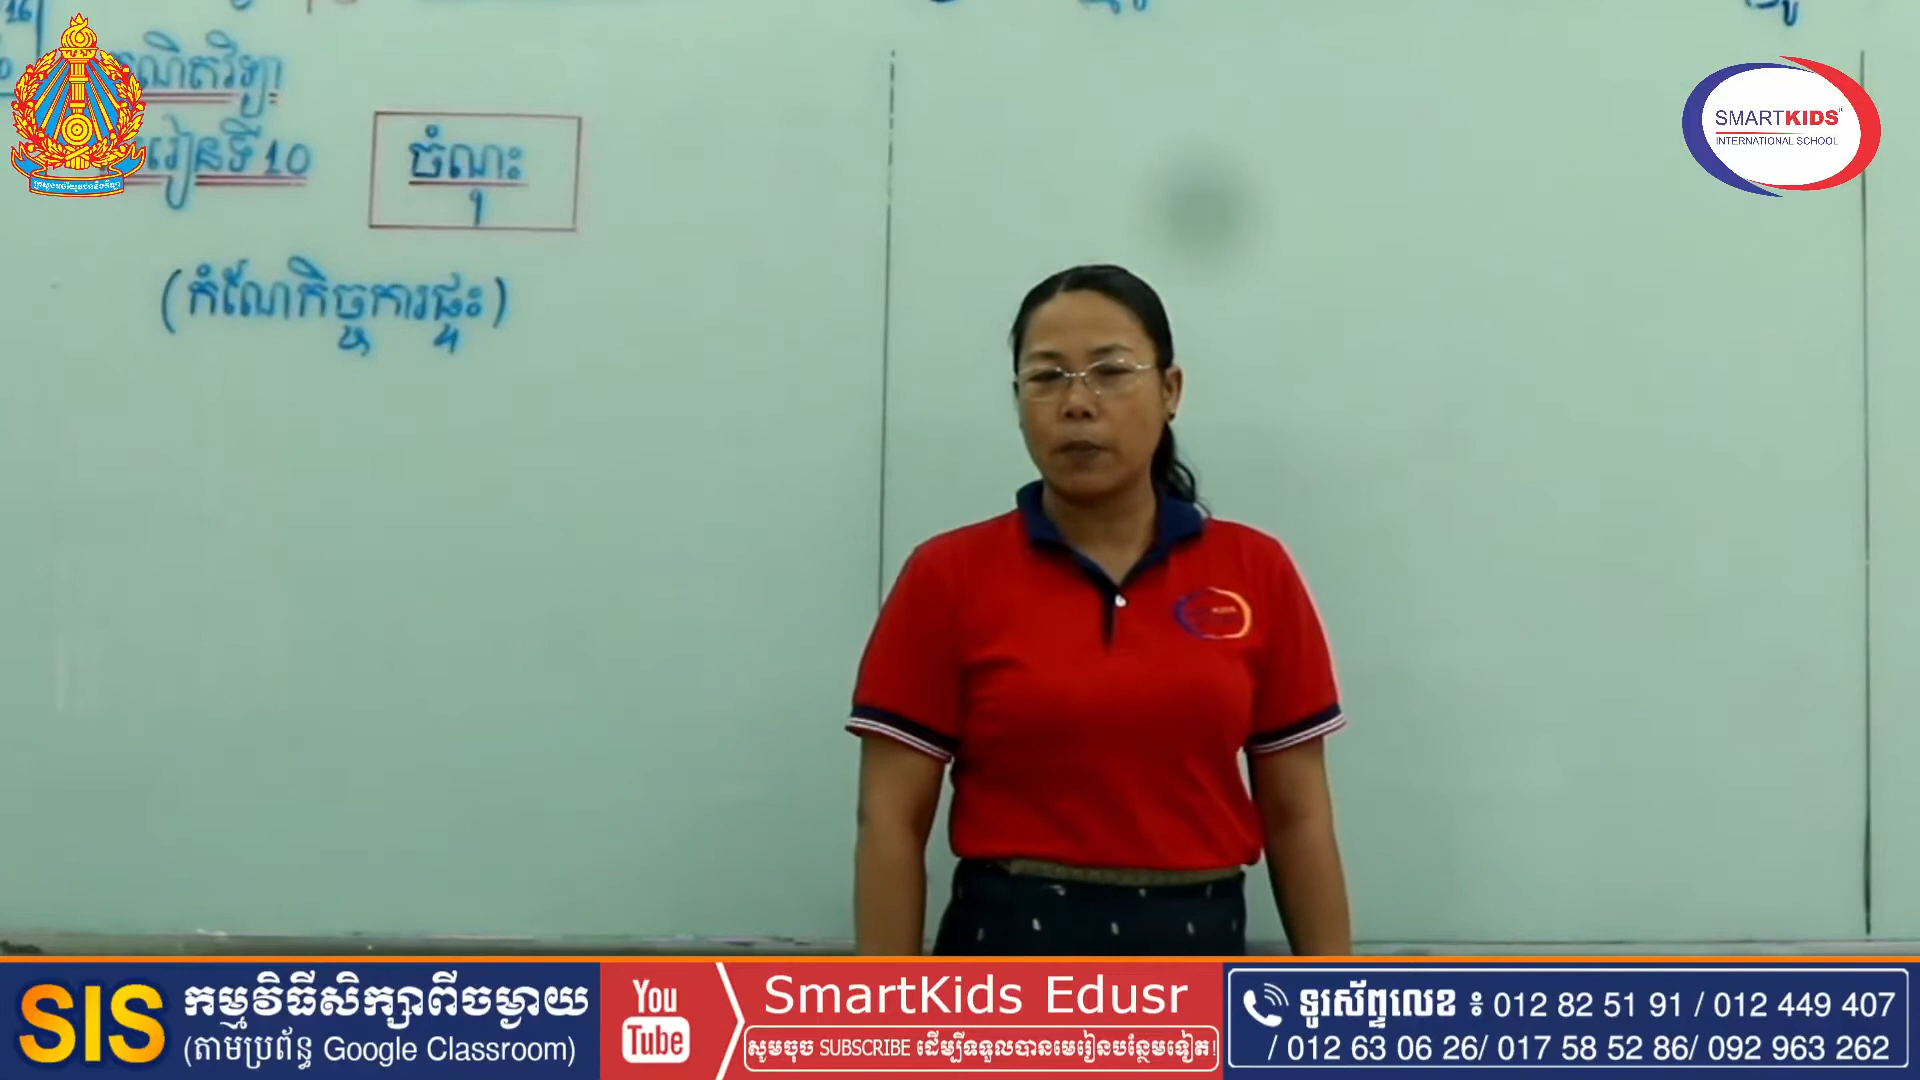 16
គណិតវិទ្យា
មេរៀនទី10
ចំណុះ
(កំណែកិច្ចការផ្ទះ)
SMARTKIDS
INTERNATIONAL SCHOOL
SIS
កម្មវិធីសិក្សាពីចម្ងាយ
(តាមប្រព័ន្ធ Google Classroom)
You
Tube
SmartKids Edusr
សូមចុច SUBSCRIBE ដើម្បីទទួលបានមេរៀនបន្ថែមទៀត!
ទូរស័ព្ទលេខ ៖ 012 82 51 91 / 012 449 407
/ 012 63 06 26/ 017 58 52 86/ 092 963 262